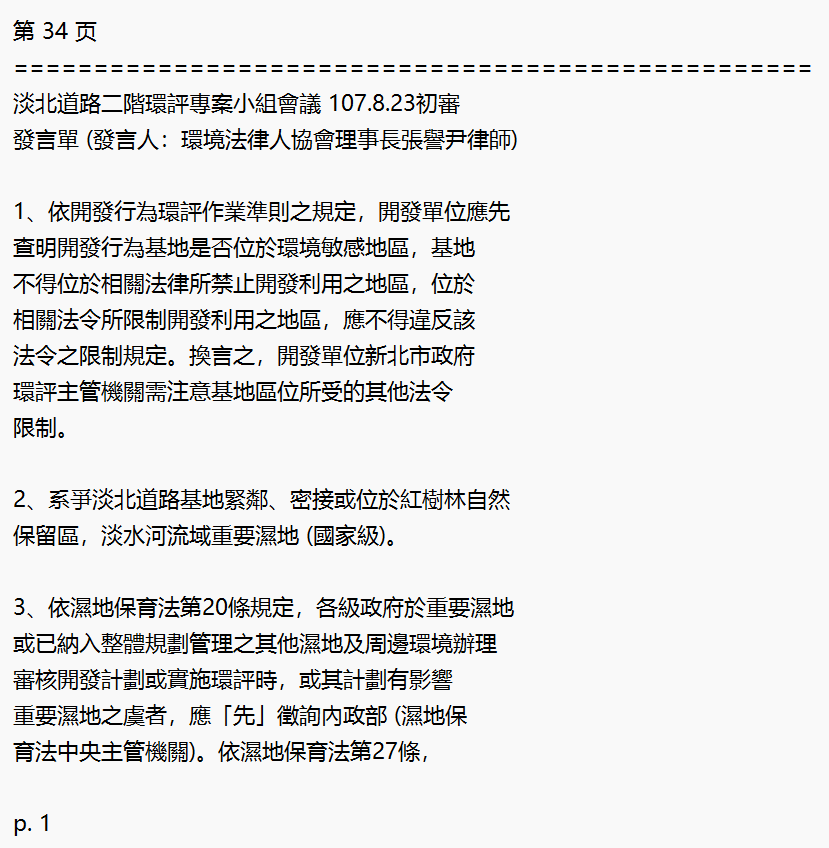 第 34 页
==================================================
淡北道路二階環評專案小組會議 107.8.23初審
發言單 (發言人：環境法律人協會理事長張譽尹律師)
1、依開發行為環評作業準則之規定，開發單位應先
查明開發行為基地是否位於環境敏感地區，基地
不得位於相關法律所禁止開發利用之地區，位於
相關法令所限制開發利用之地區，應不得違反該
法令之限制規定。換言之，開發單位新北市政府
環評主管機關需注意基地區位所受的其他法令
限制。
2、系爭淡北道路基地緊鄰、密接或位於紅樹林自然
保留區，淡水河流域重要濕地 (國家級)。
3、依濕地保育法第20條規定，各級政府於重要濕地
或已納入整體規劃管理之其他濕地及周邊環境辦理
審核開發計劃或實施環評時，或其計劃有影響
重要濕地之虞者，應「先」徵詢內政部 (濕地保
育法中央主管機關)。依濕地保育法第27條，
p. 1